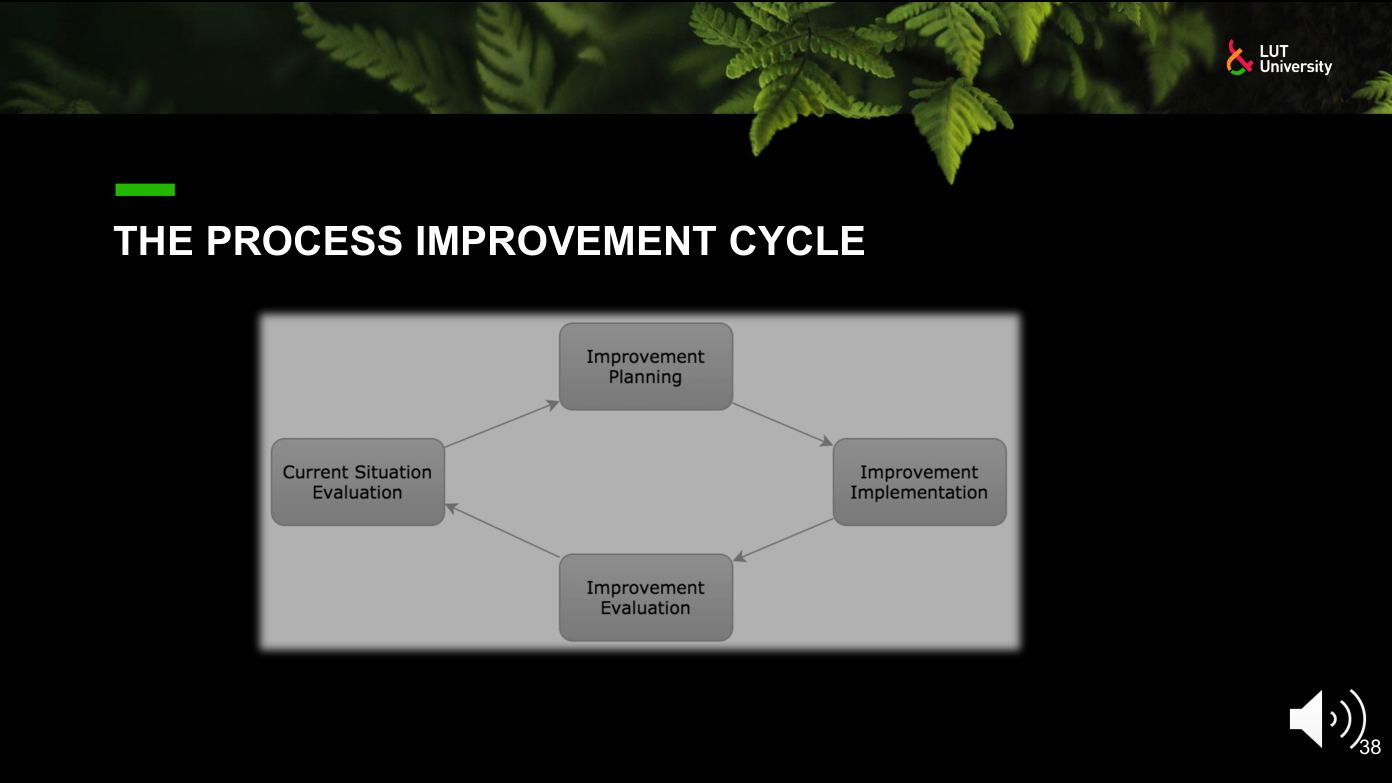 LUT
University
THE PROCESS IMPROVEMENT CYCLE
Improvement
Planning
Current Situation
Evaluation
Improvement
Implementation
Improvement
Evaluation
38